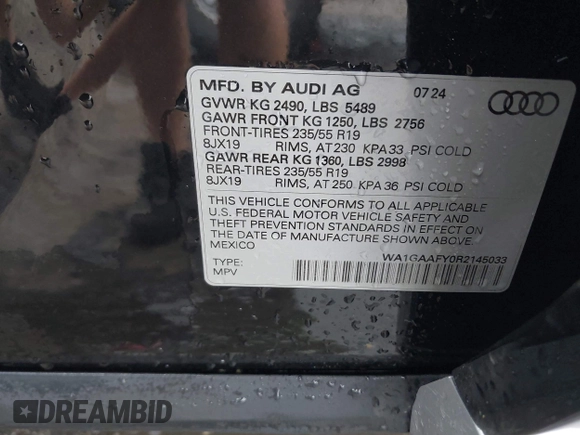 MFD. BY AUDI AG 07 24
GVWR KG 2490, LBS 5489
GAWR FRONT KG 1250, LBS 2756
FRONT-TIRES 235/55 R19
8JX19 RIMS, AT 230 KPA 33 PSI COLD
GAWR REAR KG 1360, LBS 2998
REAR-TIRES 235/55 R19
8JX19 RIMS, AT 250 KPA 36 PSI COLD
THIS VEHICLE CONFORMS TO ALL APPLICABLE
U.S. FEDERAL MOTOR VEHICLE SAFETY AND
THEFT PREVENTION STANDARDS IN EFFECT ON
THE DATE OF MANUFACTURE SHOWN ABOVE.
MEXICO
WA1GAAFY0R2145033
TYPE:
MPV
DREAMBID